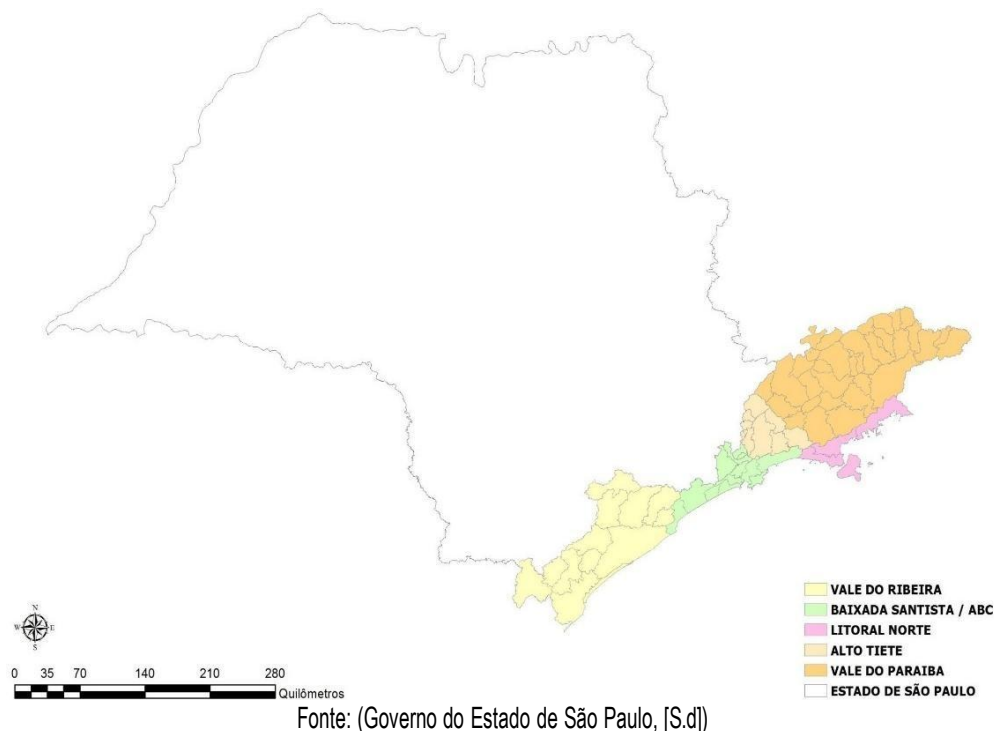 N
W E
S
0 35 70 140 210 280
Quilômetros
VALE DO RIBEIRA
BAIXADA SANTISTA / ABC
LITORAL NORTE
ALTO TIETE
VALE DO PARAIBA
ESTADO DE SÃO PAULO
Fonte: (Governo do Estado de São Paulo, [S.d])